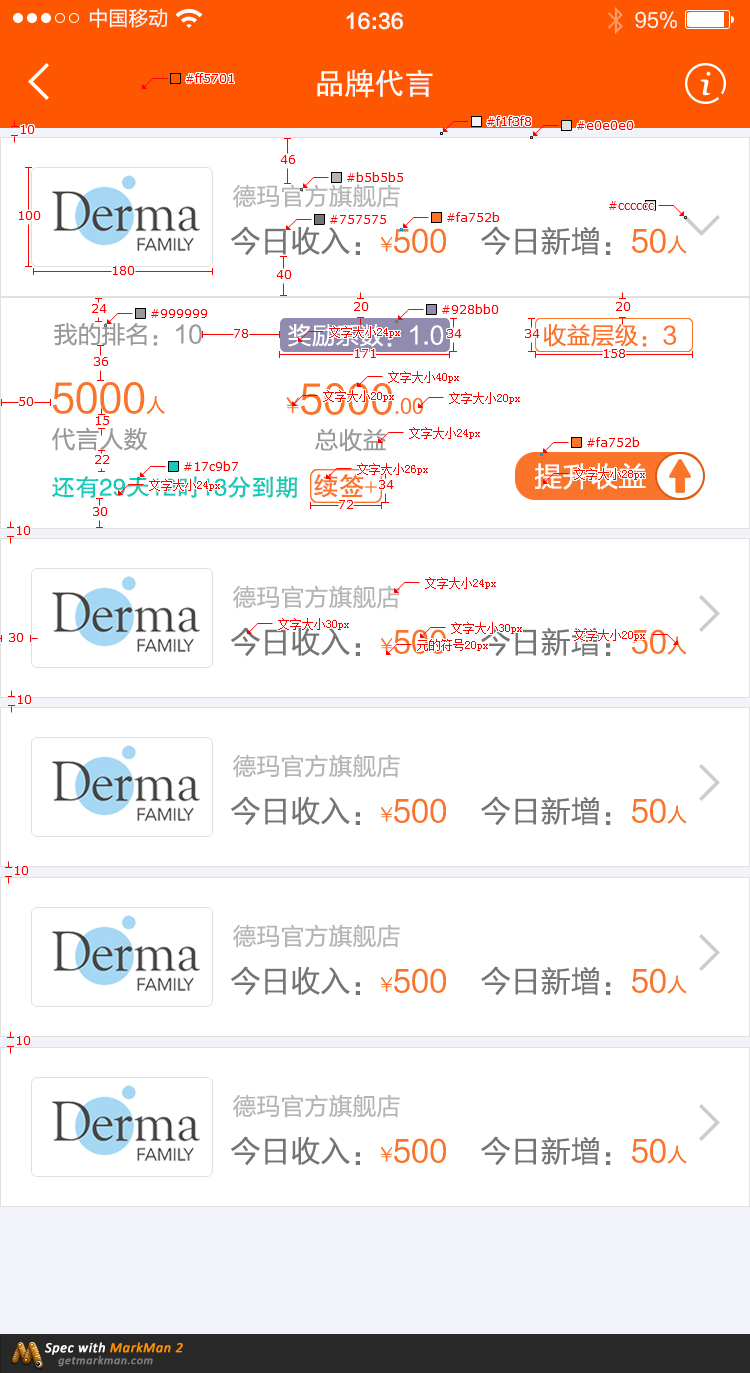 中国移动 16:36 95%
品牌代言
#ff5701
10 #f1f3f8 #e0e0e0
46
#b5b5b5
德玛官方旗舰店
#757575 #fa752b #cccccc
Derma
FAMILY
100
今日收入：¥500 今日新增：50人
180 40
24 20 20
#999999 #928bb0
我的排名：10 78 奖励系数：1.0 34 34 收益层级：3
文字大小24px
171 158
36
文字大小40px
50 5000人 ¥5000.00
文字大小20px 文字大小20px
15
代言人数 总收益 文字大小24px
#fa752b
22
#17c9b7 文字大小26px
提升收益 文字大小28px
还有29天12时13分到期 续签+ 34
文字大小24px
72
30
10
文字大小24px
德玛官方旗舰店
Derma
FAMILY
文字大小30px 文字大小30px 文字大小20px
30 今日收入：¥500 今日新增：50人
元的符号20px
10
Derma
FAMILY
德玛官方旗舰店
今日收入：¥500 今日新增：50人
10
Derma
FAMILY
德玛官方旗舰店
今日收入：¥500 今日新增：50人
10
Derma
FAMILY
德玛官方旗舰店
今日收入：¥500 今日新增：50人
Spec with MarkMan 2
getmarkman.com